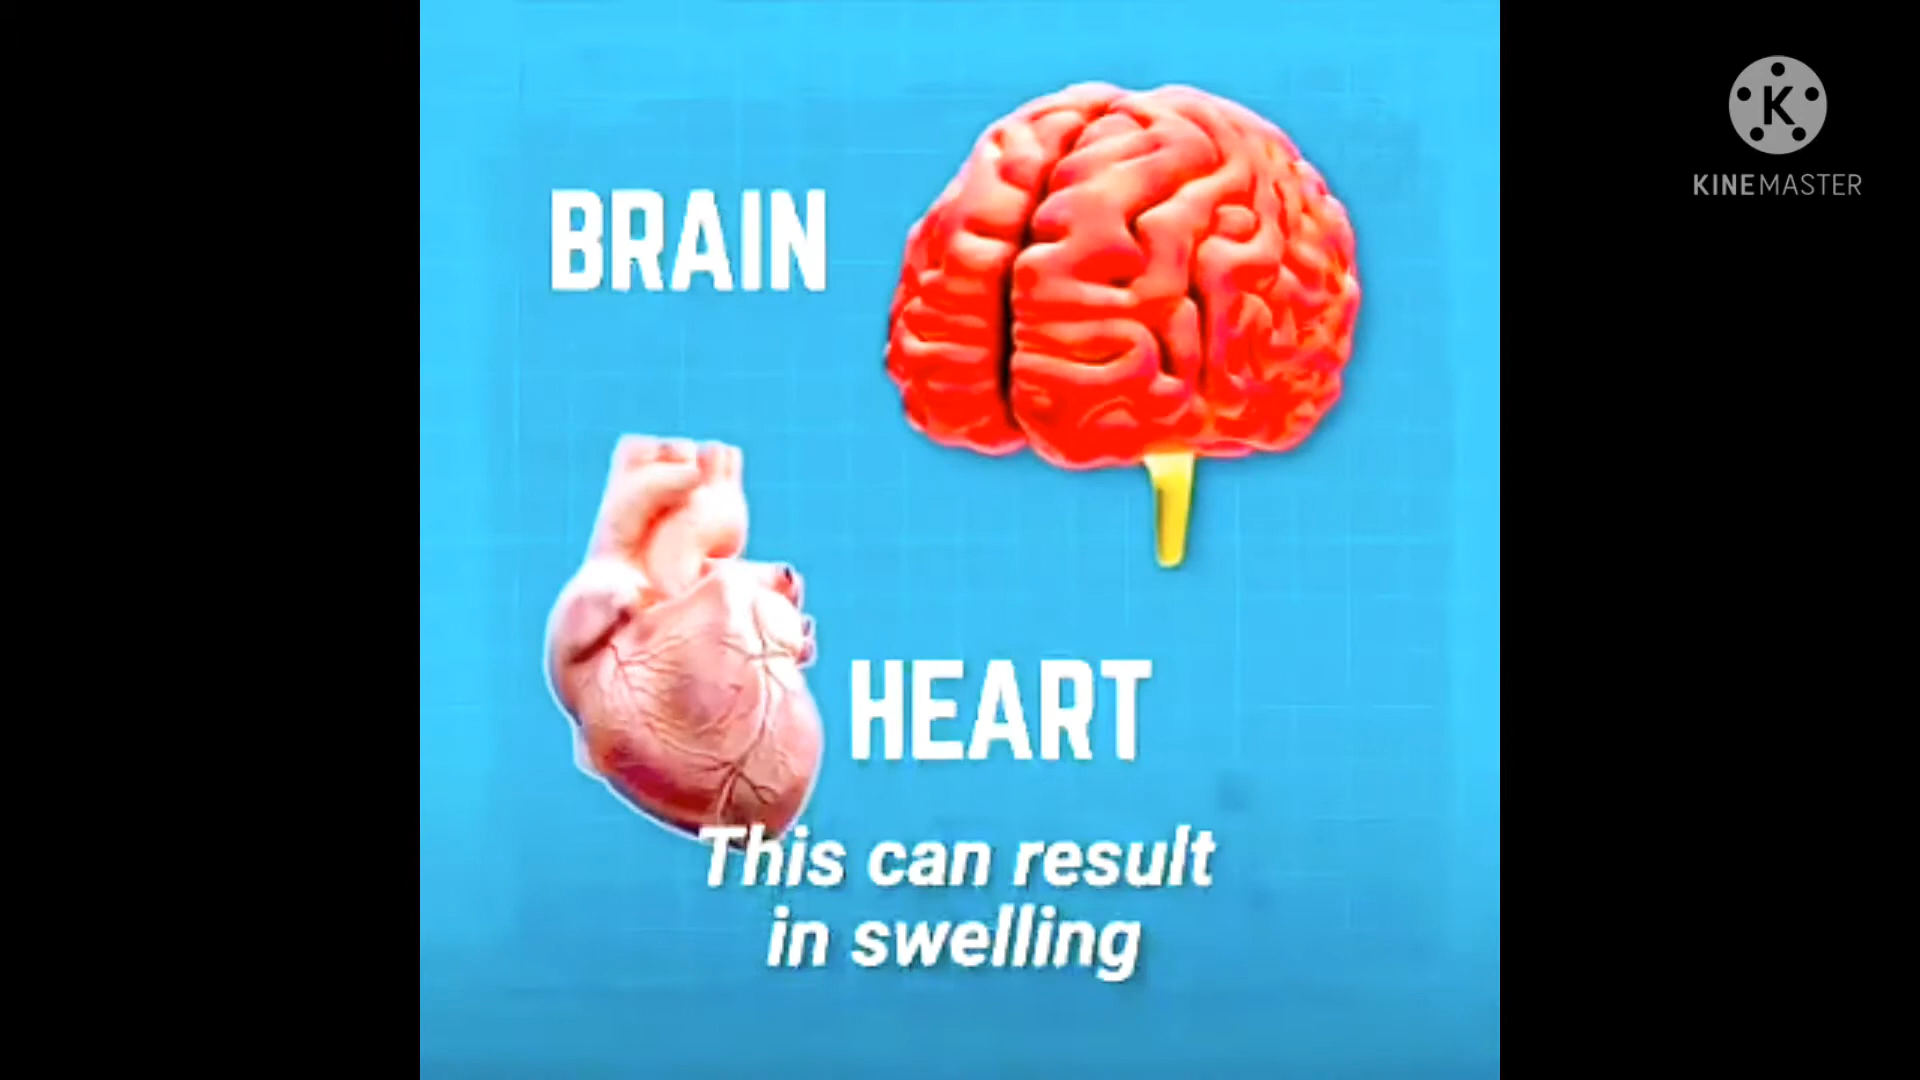 BRAIN
K
KINEMASTER
HEART
This can result
in swelling